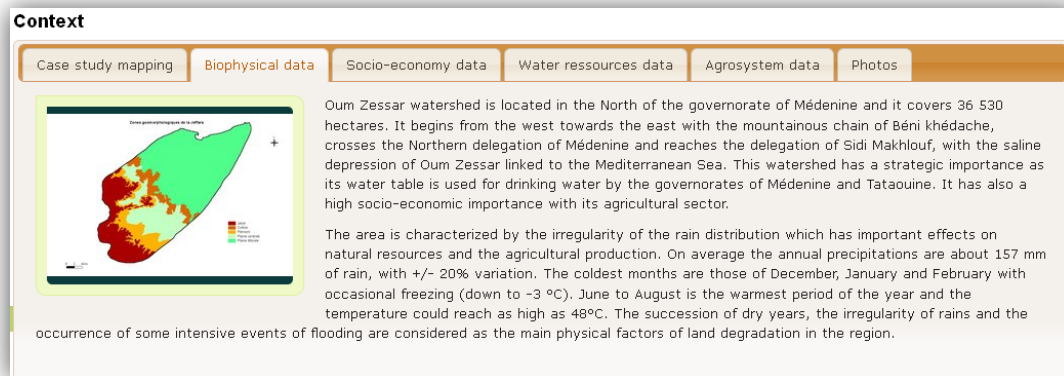 Context
Case study mapping
Biophysical data
Socio-economy data
Water ressources data
Agrosystem data
Photos
Oum Zessar watershed is located in the North of the governorate of Médenine and it covers 36 530
hectares. It begins from the west towards the east with the mountainous chain of Béni khédache,
crosses the Northern delegation of Médenine and reaches the delegation of Sidi Makhlouf, with the saline
depression of Oum Zessar linked to the Mediterranean Sea. This watershed has a strategic importance as
its water table is used for drinking water by the governorates of Médenine and Tataouine. It has also a
high socio-economic importance with its agricultural sector.
The area is characterized by the irregularity of the rain distribution which has important effects on
natural resources and the agricultural production. On average the annual precipitations are about 157 mm
of rain, with +/- 20% variation. The coldest months are those of December, January and February with
occasional freezing (down to -3 ºC). June to August is the warmest period of the year and the
temperature could reach as high as 48ºC. The succession of dry years, the irregularity of rains and the
occurrence of some intensive events of flooding are considered as the main physical factors of land degradation in the region.